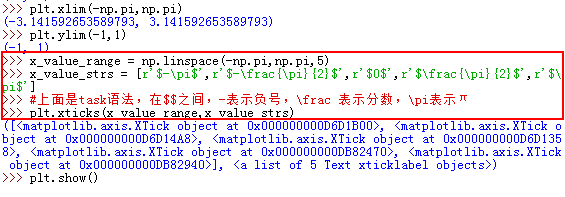 >>> plt.xlim(-np.pi,np.pi)
(-3.141592653589793, 3.141592653589793)
>>> plt.ylim(-1,1)
(-1, 1)
>>> x_value_range = np.linspace(-np.pi,np.pi,5)
>>> x_value_strs = [r'$-\pi$',r'$-\frac{\pi}{2}$',r'$0$',r'$\frac{\pi}{2}$',r'$\
pi$']
>>> #上面是task语法，在$$之间，-表示负号，\frac 表示分数，\pi表示π
>>> plt.xticks(x_value_range,x_value_strs)
([<matplotlib.axis.XTick object at 0x000000000D6D1B00>, <matplotlib.axis.XTick o
bject at 0x000000000D6D14A8>, <matplotlib.axis.XTick object at 0x000000000D6D135
8>, <matplotlib.axis.XTick object at 0x000000000DB82470>, <matplotlib.axis.XTick
object at 0x000000000DB82940>], <a list of 5 Text xticklabel objects>)
>>> plt.show()